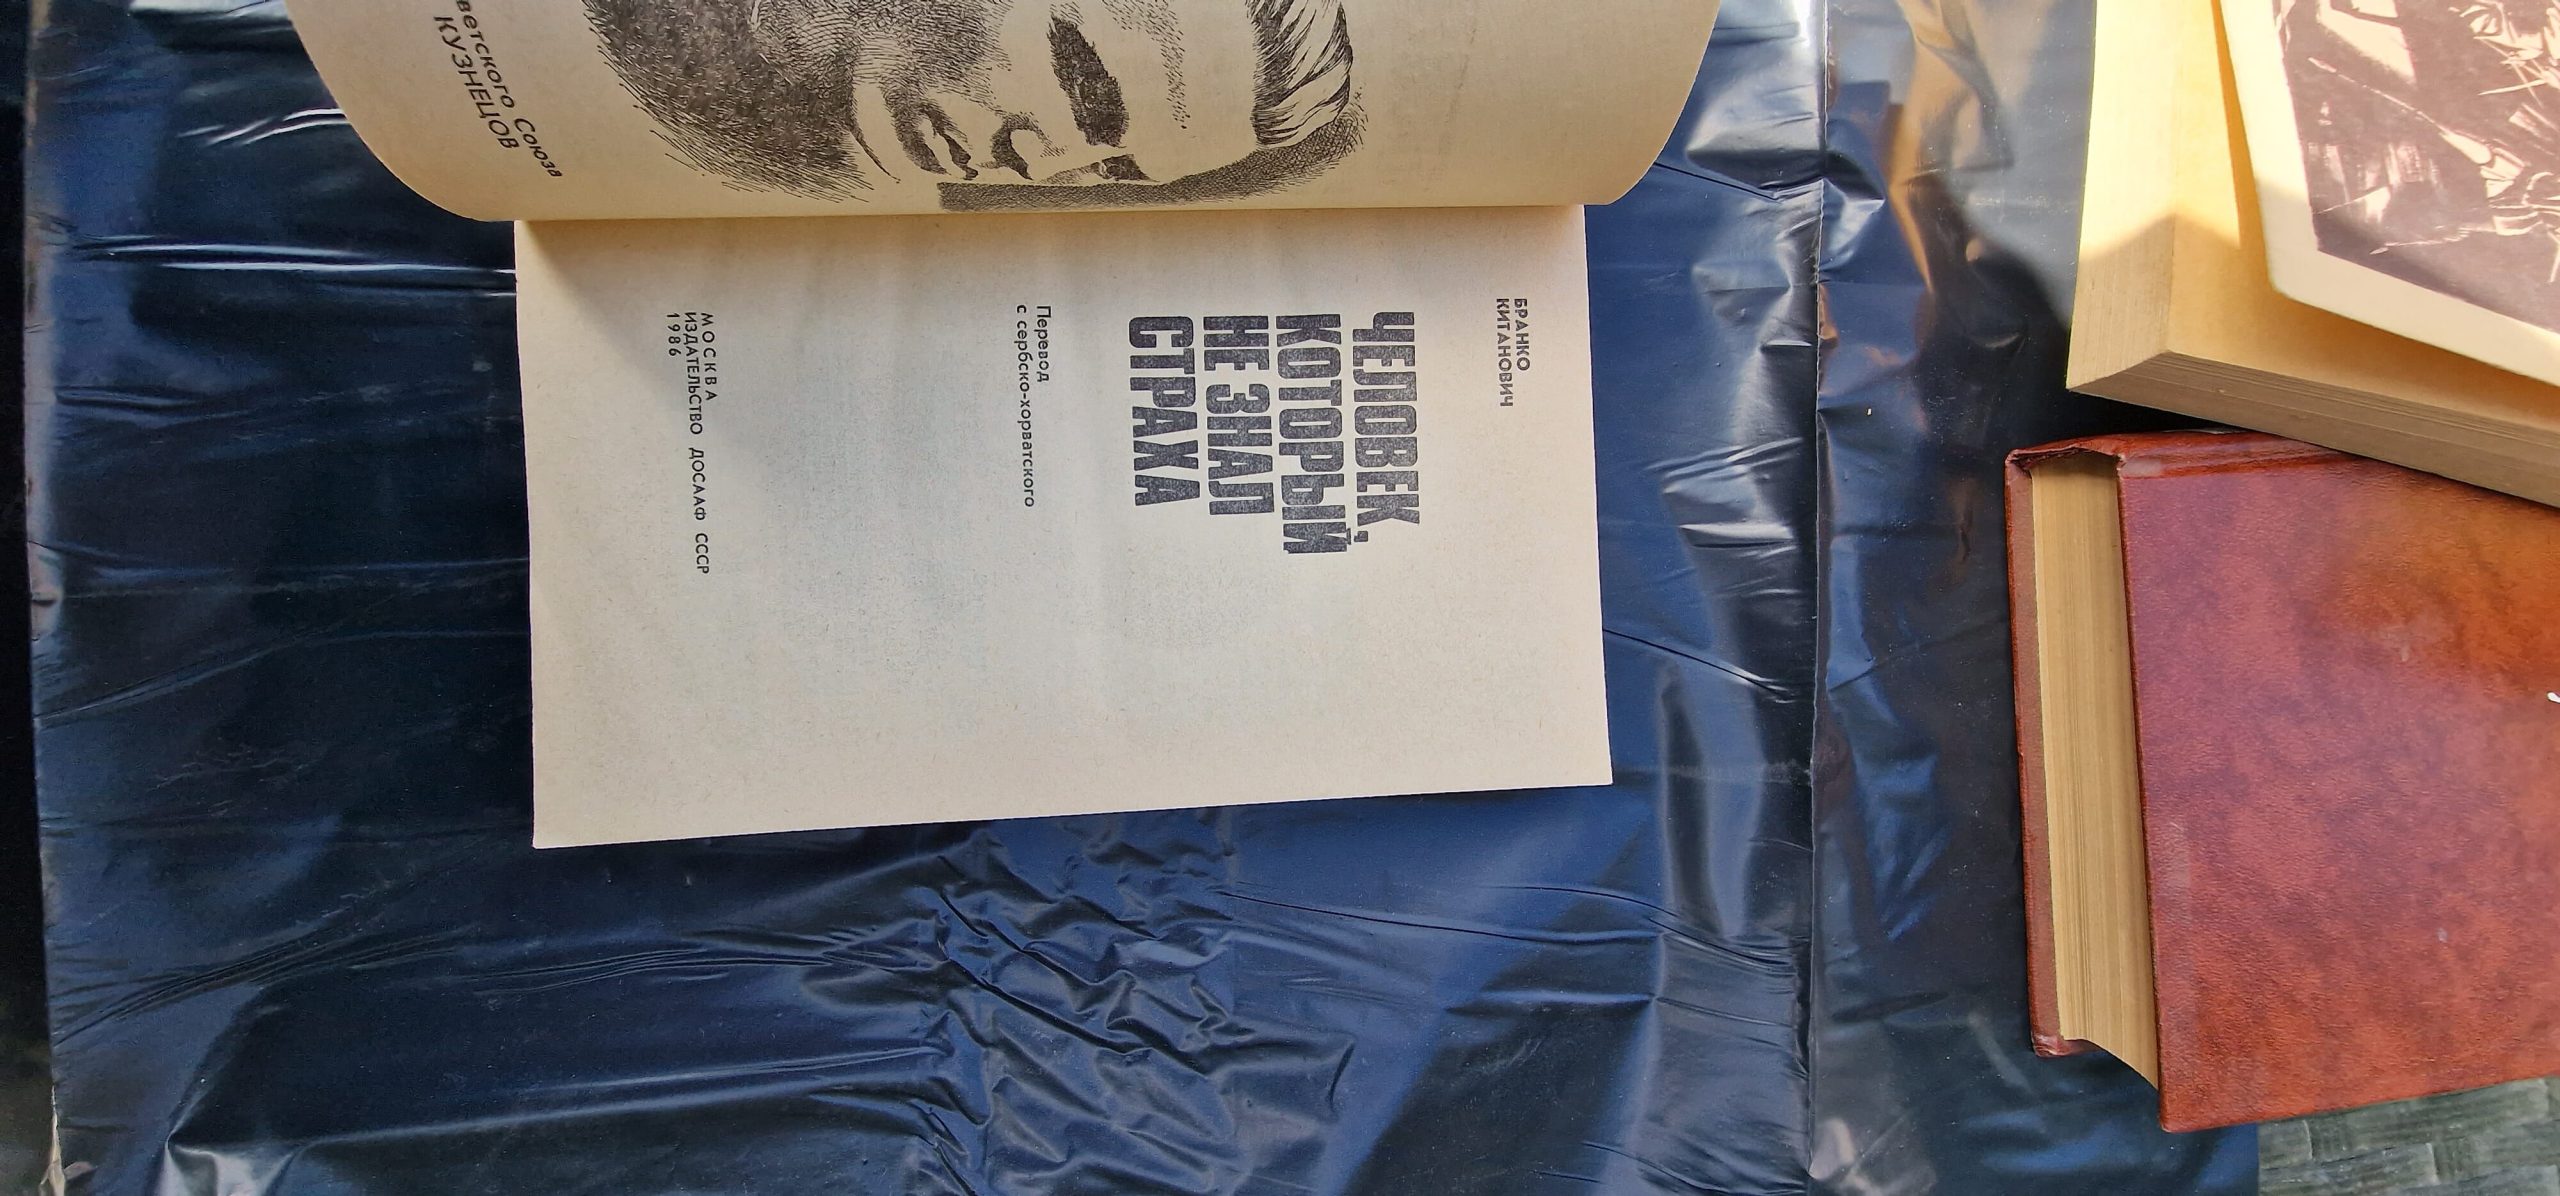 ветского Союза
КУЗНЕЦОВ
БРАНКО
КИТАНОВИЧ
ЧЕЛОВЕК,
КОТОРЫЙ
НЕ ЗНАЛ
СТРАХА
Перевод
с сербско-хорватского
МОСКВА
ИЗДАТЕЛЬСТВО ДОСААФ СССР
1986